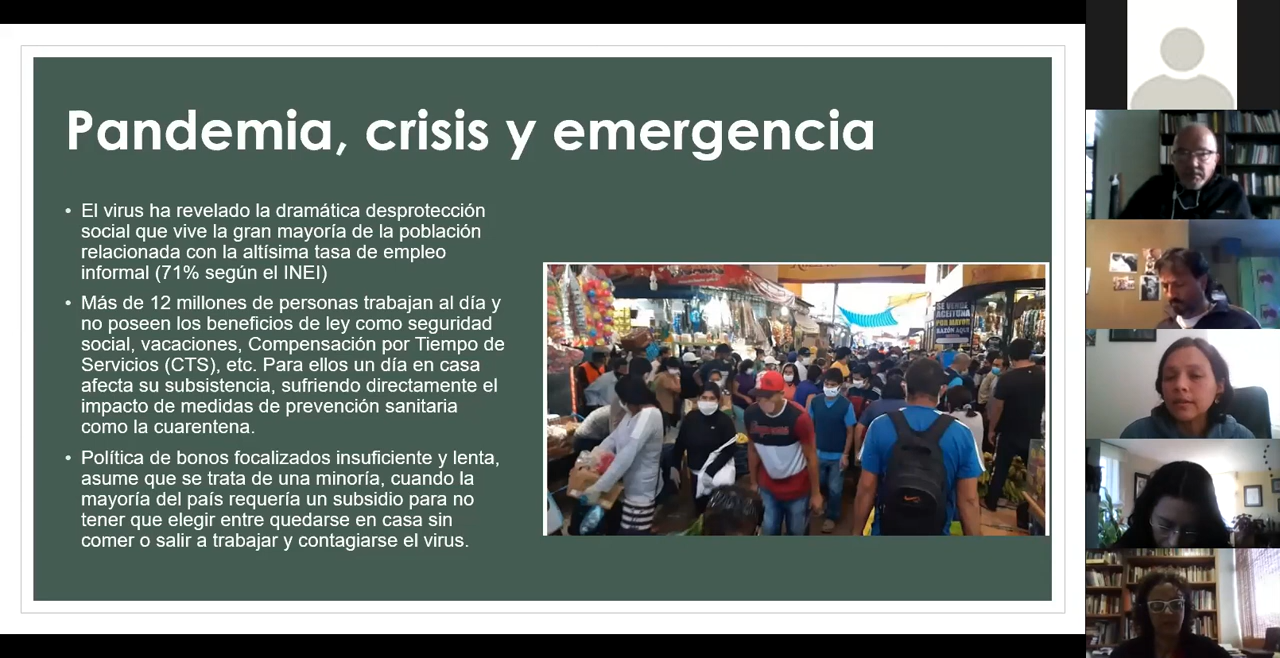 Pandemia, crisis y emergencia
• El virus ha revelado la dramática desprotección
social que vive la gran mayoría de la población
relacionada con la altísima tasa de empleo
informal (71% según el INEI)
• Más de 12 millones de personas trabajan al día y
no poseen los beneficios de ley como seguridad
social, vacaciones, Compensación por Tiempo de
Servicios (CTS), etc. Para ellos un día en casa
afecta su subsistencia, sufriendo directamente el
impacto de medidas de prevención sanitaria
como la cuarentena.
• Política de bonos focalizados insuficiente y lenta,
asume que se trata de una minoría, cuando la
mayoría del país requería un subsidio para no
tener que elegir entre quedarse en casa sin
comer o salir a trabajar y contagiarse el virus.
SE VENDE
ACEITUNA
POR MAYOR
RAZÓN AQUÍ